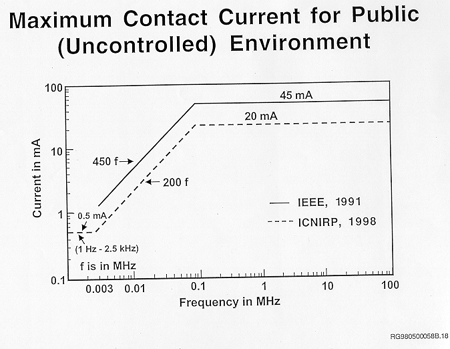 Maximum Contact Current for Public
(Uncontrolled) Environment
100
10
1
0.1
Current in mA
45 mA
20 mA
450 f
200 f
IEEE, 1991
ICNIRP, 1998
0.5 mA
(1 Hz - 2.5 kHz)
f is in MHz
0.003 0.01 0.1 1 10 100
Frequency in MHz
RG980500058B.18